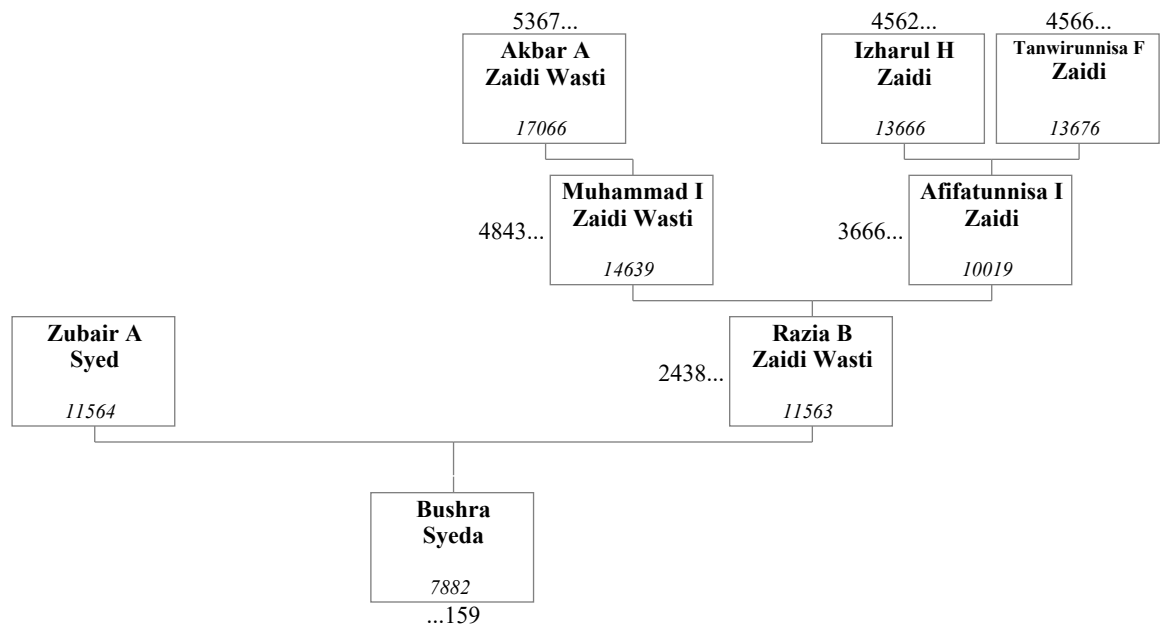 5367...
Akbar A
Zaidi Wasti
17066
4562...
Izharul H
Zaidi
13666
4566...
Tanwirunnisa F
Zaidi
13676
4843...
Muhammad I
Zaidi Wasti
14639
3666...
Afifatunnisa I
Zaidi
10019
Zubair A
Syed
11564
2438...
Razia B
Zaidi Wasti
11563
Bushra
Syeda
7882
...159